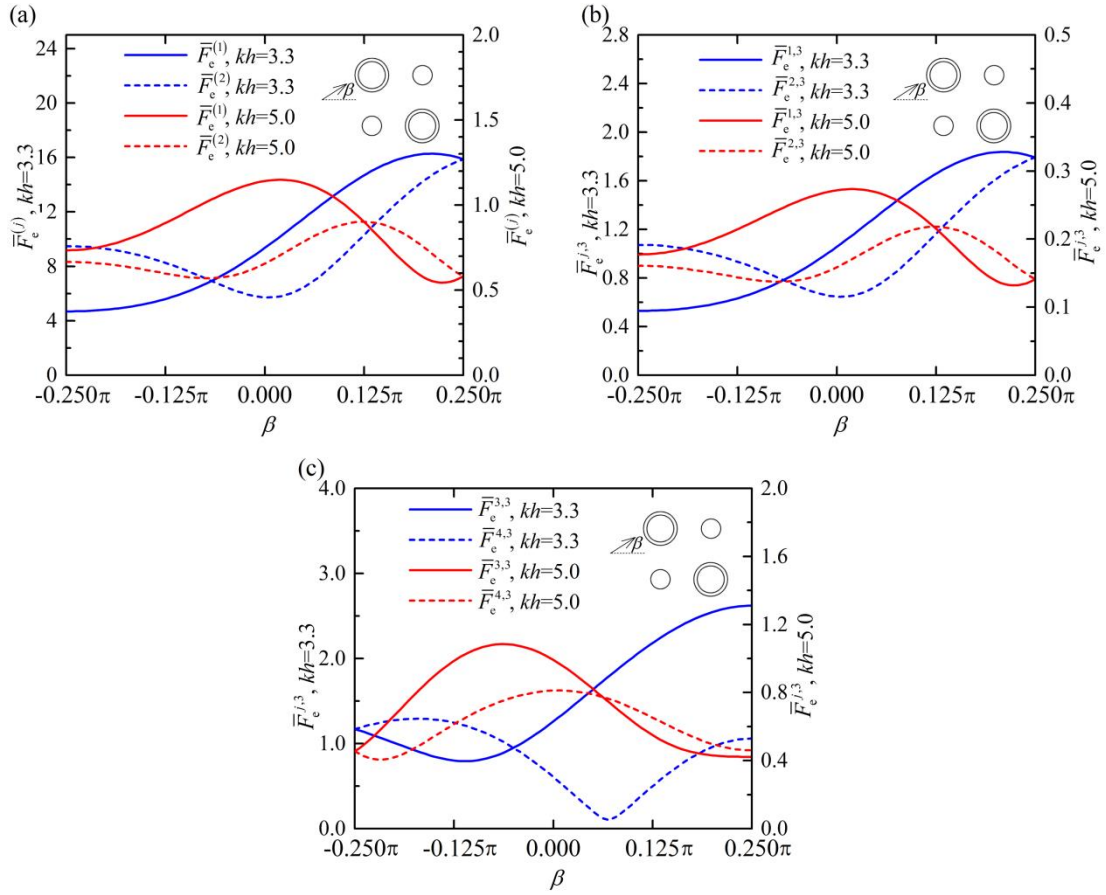 (a)
24
20
16
12
8
4
0
F̅ₑ⁽ʲ⁾, kh=3.3
F̅ₑ⁽¹⁾, kh=3.3
F̅ₑ⁽²⁾, kh=3.3
F̅ₑ⁽¹⁾, kh=5.0
F̅ₑ⁽²⁾, kh=5.0
β
2.0
1.5
1.0
0.5
0.0
F̅ₑ⁽ʲ⁾, kh=5.0
-0.250π -0.125π 0.000 0.125π 0.250π
β
(b)
2.8
2.4
2.0
1.6
1.2
0.8
0.4
0.0
F̅ₑʲ,³, kh=3.3
F̅ₑ¹,³, kh=3.3
F̅ₑ²,³, kh=3.3
F̅ₑ¹,³, kh=5.0
F̅ₑ²,³, kh=5.0
β
0.5
0.4
0.3
0.2
0.1
0.0
F̅ₑʲ,³, kh=5.0
-0.250π -0.125π 0.000 0.125π 0.250π
β
(c)
4.0
3.0
2.0
1.0
0.0
F̅ₑʲ,³, kh=3.3
F̅ₑ³,³, kh=3.3
F̅ₑ⁴,³, kh=3.3
F̅ₑ³,³, kh=5.0
F̅ₑ⁴,³, kh=5.0
β
2.0
1.6
1.2
0.8
0.4
0.0
F̅ₑʲ,³, kh=5.0
-0.250π -0.125π 0.000 0.125π 0.250π
β